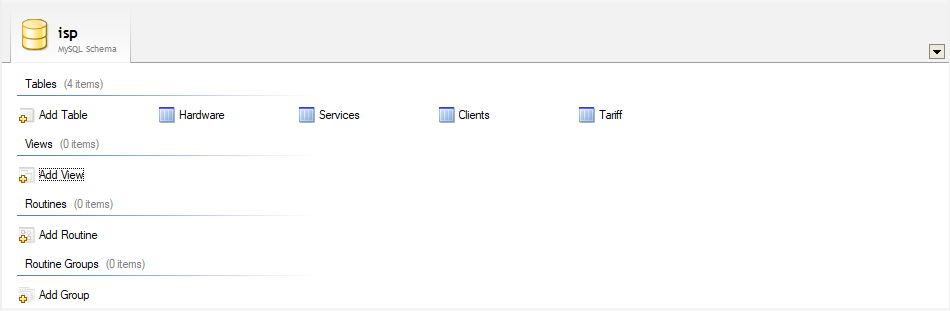 isp
MySQL Schema
Tables (4 items)
Add Table Hardware Services Clients Tariff
Views (0 items)
Add View
Routines (0 items)
Add Routine
Routine Groups (0 items)
Add Group